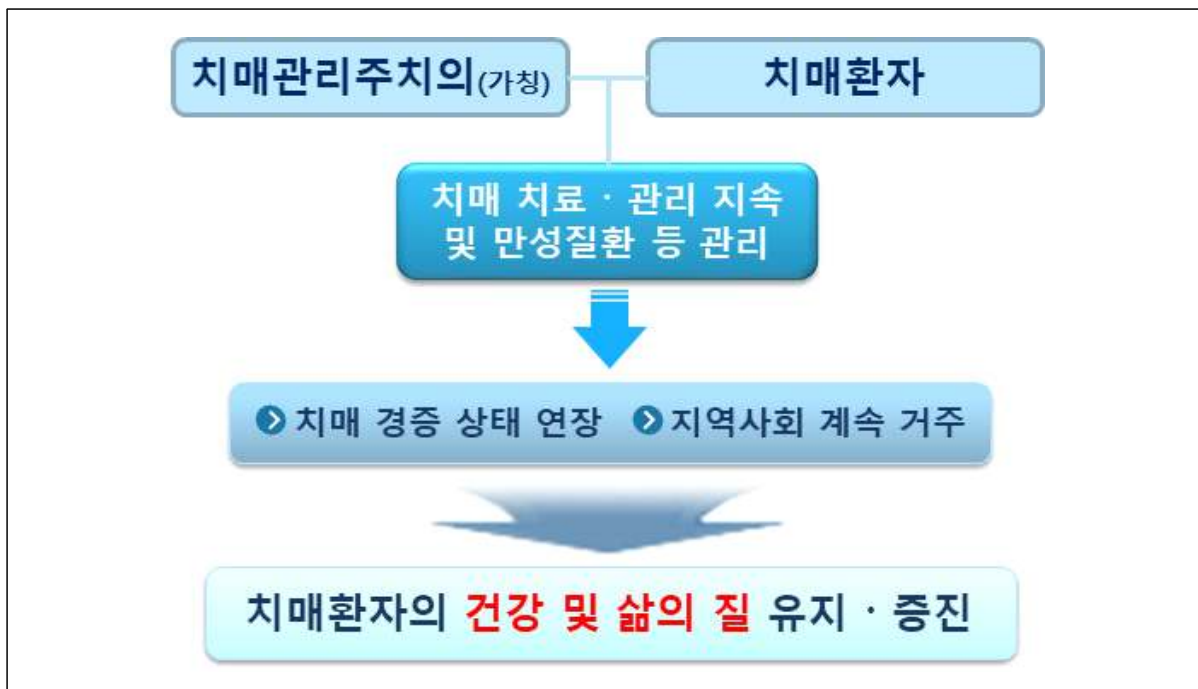 치매관리주치의(가칭) 치매환자
치매 치료 · 관리 지속
및 만성질환 등 관리
치매 경증 상태 연장 지역사회 계속 거주
치매환자의 건강 및 삶의 질 유지 · 증진